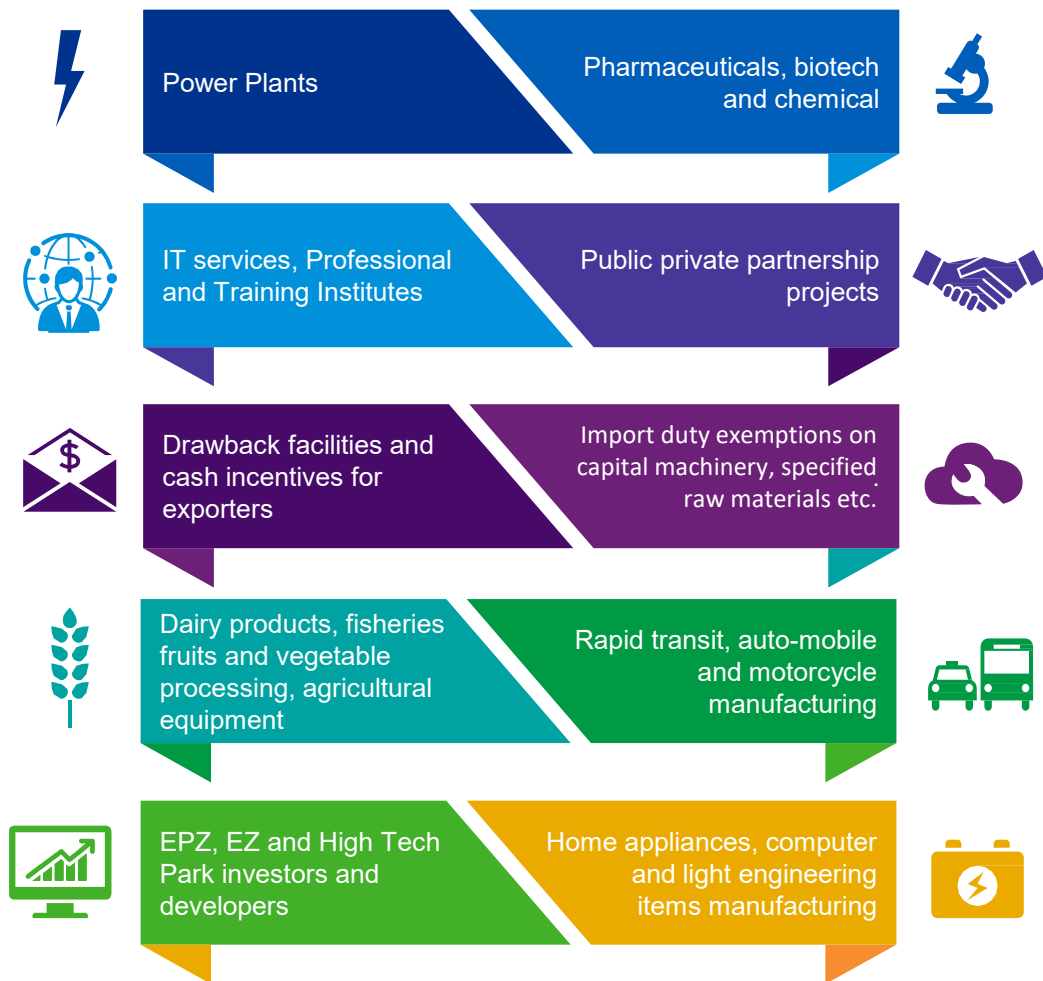 Power Plants
Pharmaceuticals, biotech
and chemical
IT services, Professional
and Training Institutes
Public private partnership
projects
$
Drawback facilities and
cash incentives for
exporters
Import duty exemptions on
capital machinery, specified
raw materials etc.
Dairy products, fisheries
fruits and vegetable
processing, agricultural
equipment
Rapid transit, auto-mobile
and motorcycle
manufacturing
EPZ, EZ and High Tech
Park investors and
developers
Home appliances, computer
and light engineering
items manufacturing